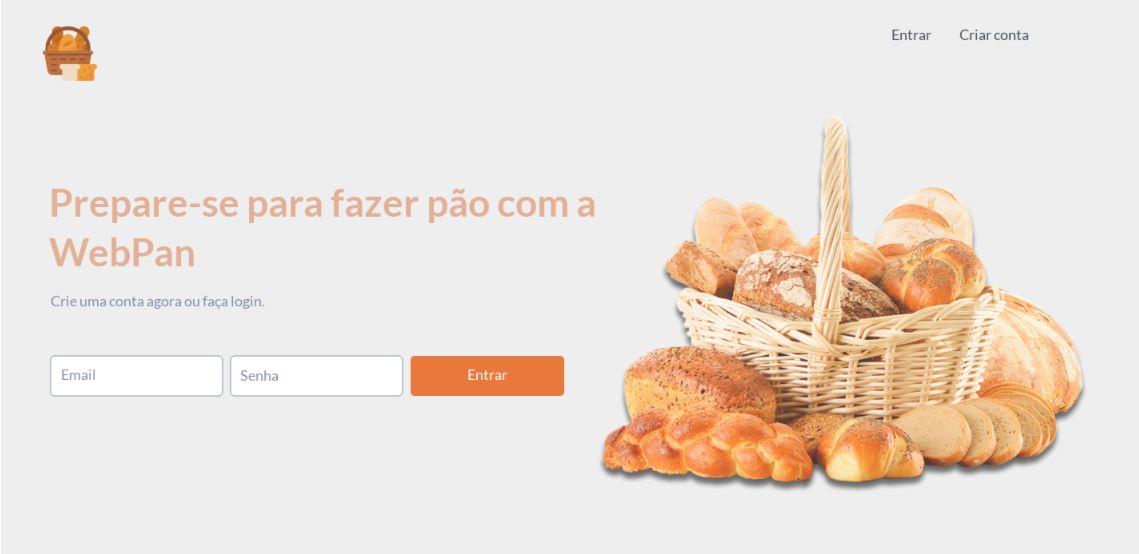 Entrar
Criar conta
Prepare-se para fazer pão com a
WebPan
Crie uma conta agora ou faça login.
Email
Senha
Entrar